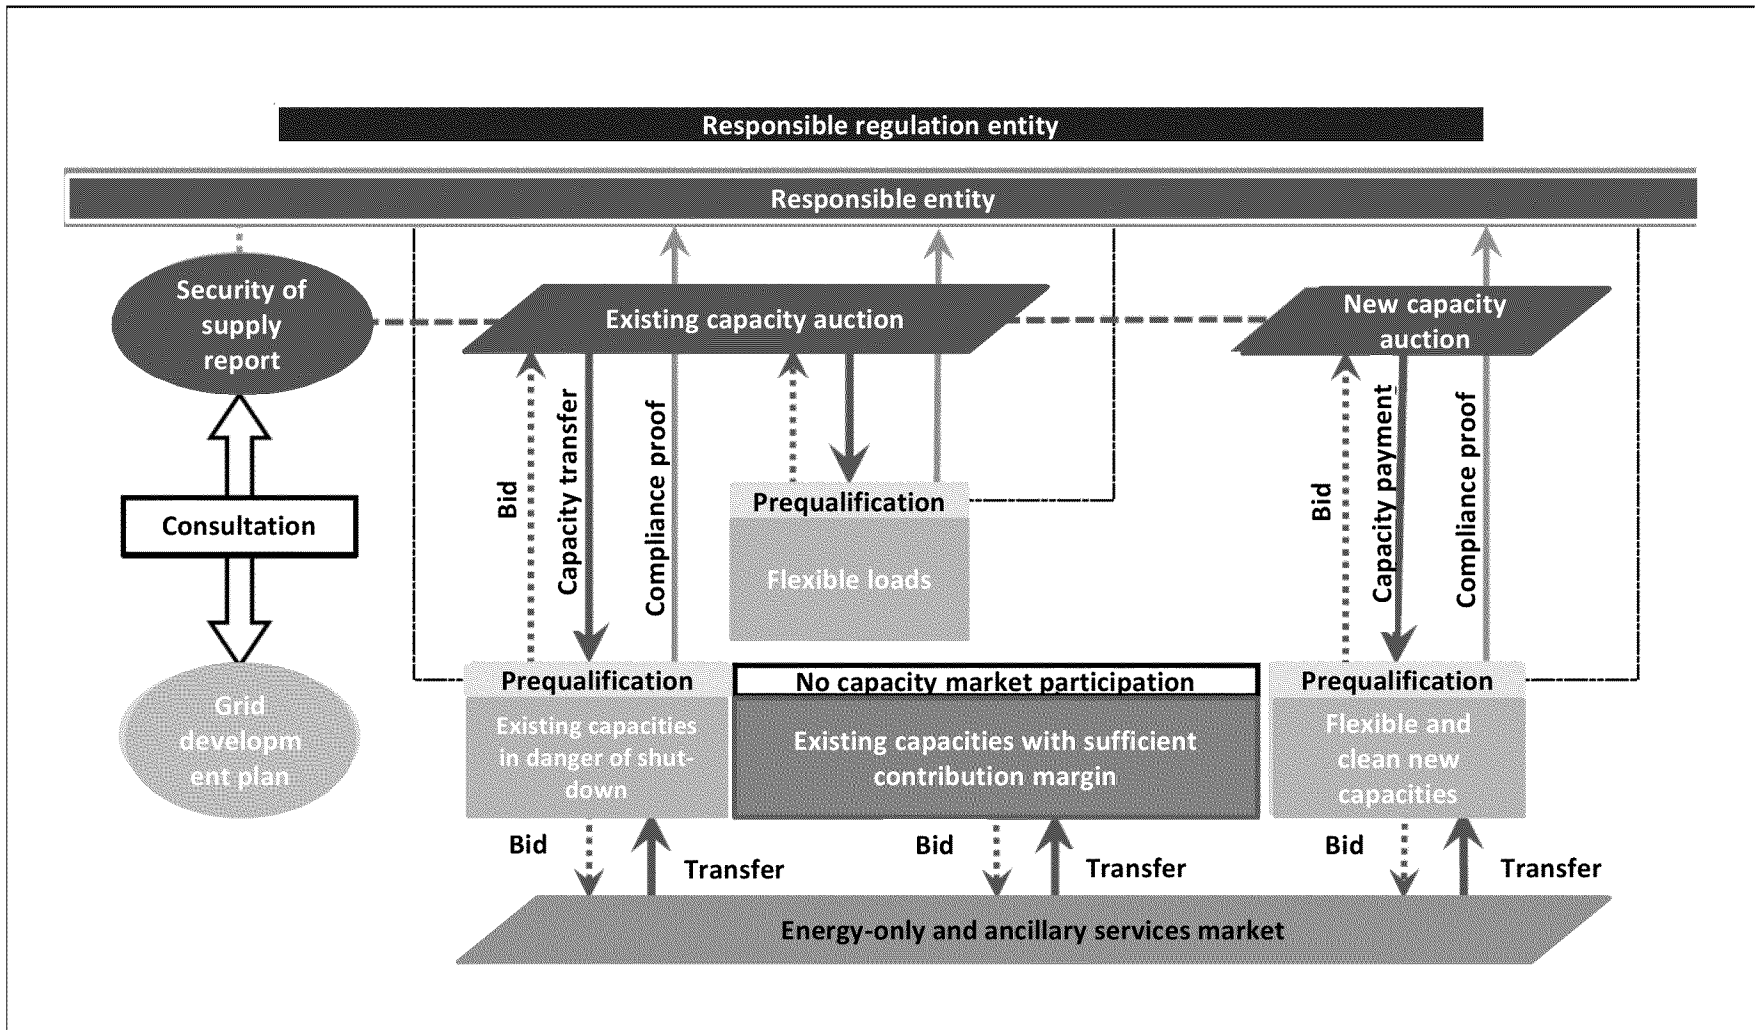 Responsible regulation entity
Responsible entity
Security of
supply
report
Existing capacity auction
New capacity
auction
Bid
Capacity transfer
Compliance proof
Bid
Capacity payment
Compliance proof
Consultation
Prequalification
Flexible loads
Grid
developm
ent plan
Prequalification
Existing capacities
in danger of shut-
down
No capacity market participation
Existing capacities with sufficient
contribution margin
Prequalification
Flexible and
clean new
capacities
Bid
Transfer
Bid
Transfer
Bid
Transfer
Energy-only and ancillary services market